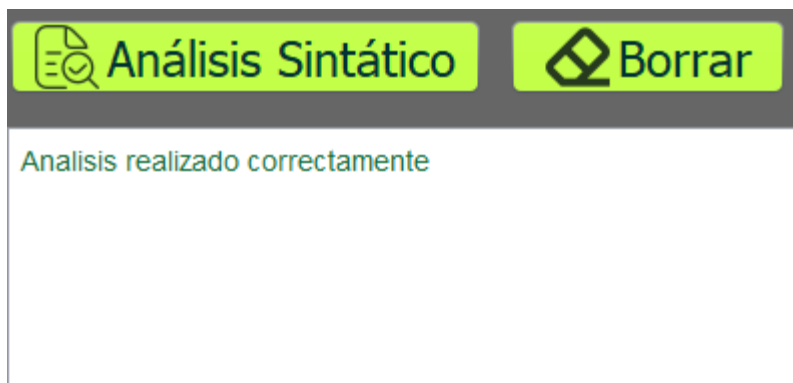 Análisis Sintático
Borrar
Analisis realizado correctamente